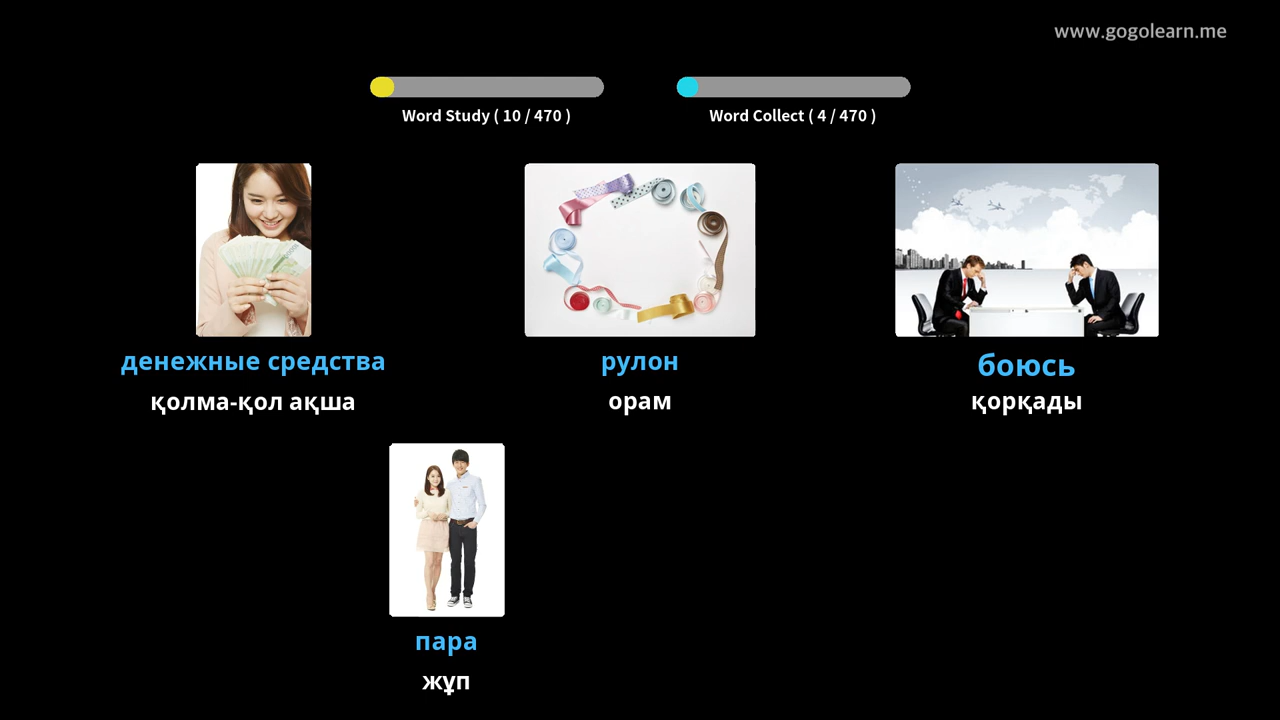 www.gogolearn.me
Word Study ( 10 / 470 )
Word Collect ( 4 / 470 )
денежные средства
қолма-қол ақша
рулон
орам
боюсь
қорқады
пара
жұп